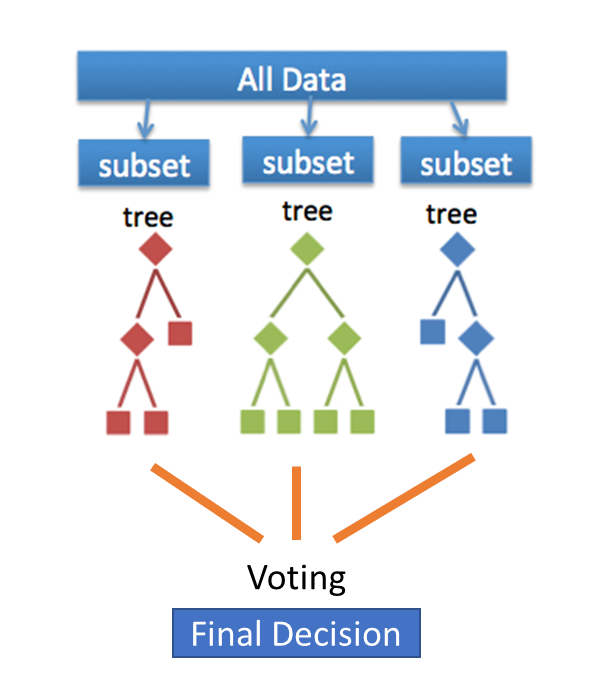 All Data
subset subset subset
tree tree tree
Voting
Final Decision